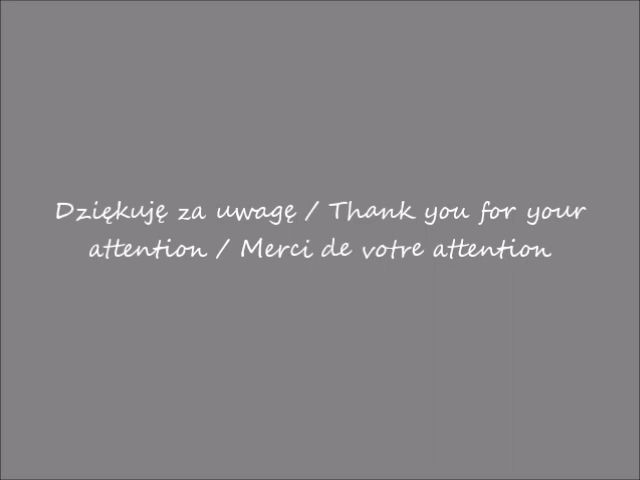 Dziękuję za uwagę / Thank you for your
attention / Merci de votre attention